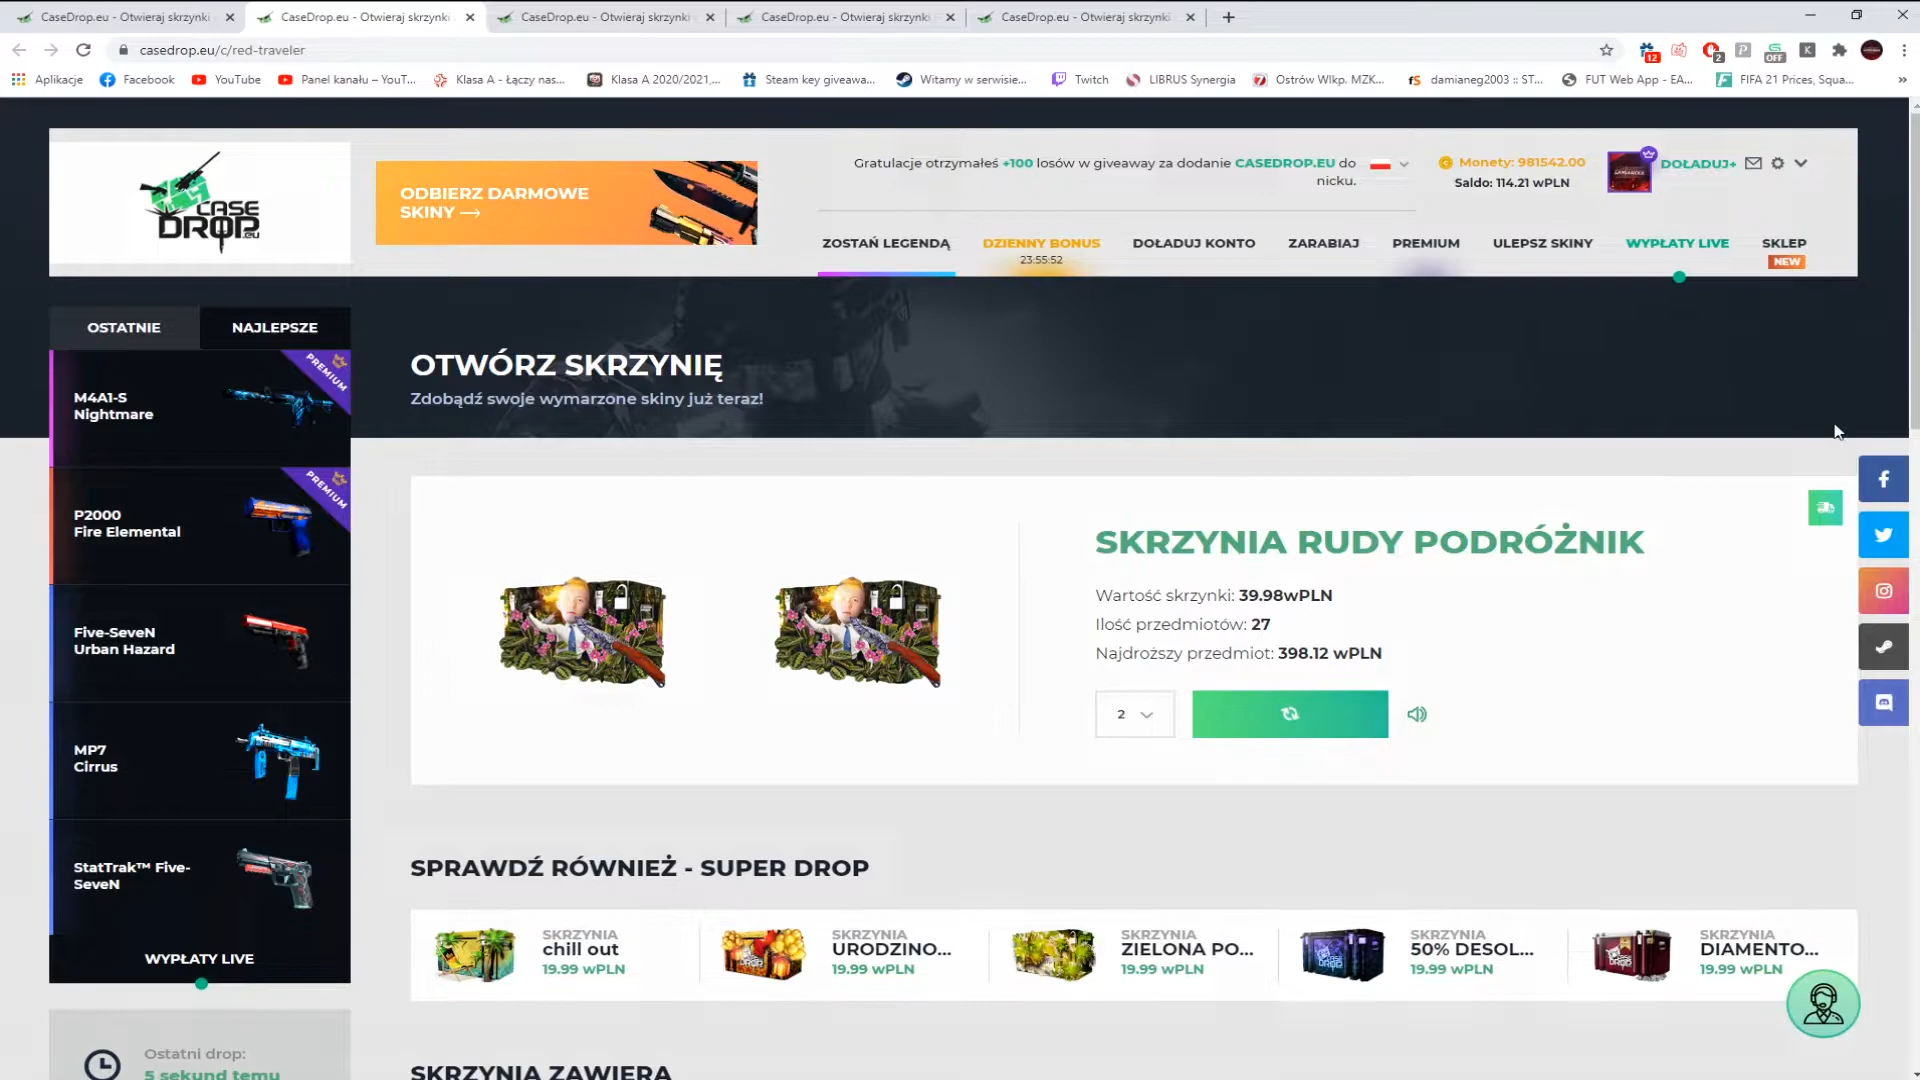 CaseDrop.eu - Otwieraj skrzynki
CaseDrop.eu - Otwieraj skrzynki
CaseDrop.eu - Otwieraj skrzynki
CaseDrop.eu - Otwieraj skrzynki
CaseDrop.eu - Otwieraj skrzynki
casedrop.eu/c/red-traveler
12
2
OFF
K
Aplikacje
Facebook
YouTube
Panel kanału – YouT...
Klasa A - Łączy nas...
Klasa A 2020/2021,...
Steam key giveawa...
Witamy w serwisie...
Twitch
LIBRUS Synergia
Ostrów Wlkp. MZK...
damianeg2003 :: ST...
FUT Web App - EA...
FIFA 21 Prices, Squa...
CASE
DROP.eu
ODBIERZ DARMOWE
SKINY →
Gratulacje otrzymałeś +100 losów w giveaway za dodanie CASEDROP.EU do
nicku.
Monety: 981542.00
Saldo: 114.21 wPLN
DOŁADUJ+
ZOSTAŃ LEGENDĄ
DZIENNY BONUS
23:55:52
DOŁADUJ KONTO
ZARABIAJ
PREMIUM
ULEPSZ SKINY
WYPŁATY LIVE
SKLEP
NEW
OSTATNIE
NAJLEPSZE
PREMIUM
M4A1-S
Nightmare
PREMIUM
P2000
Fire Elemental
Five-SeveN
Urban Hazard
MP7
Cirrus
StatTrak™ Five-
SeveN
WYPŁATY LIVE
Ostatni drop:
5 sekund temu
OTWÓRZ SKRZYNIĘ
Zdobądź swoje wymarzone skiny już teraz!
SKRZYNIA RUDY PODRÓŻNIK
Wartość skrzynki: 39.98wPLN
Ilość przedmiotów: 27
Najdroższy przedmiot: 398.12 wPLN
2
SPRAWDŹ RÓWNIEŻ - SUPER DROP
SKRZYNIA
chill out
19.99 wPLN
SKRZYNIA
URODZINO...
19.99 wPLN
SKRZYNIA
ZIELONA PO...
19.99 wPLN
SKRZYNIA
50% DESOL...
19.99 wPLN
SKRZYNIA
DIAMENTO...
19.99 wPLN
SKRZYNIA ZAWIERA